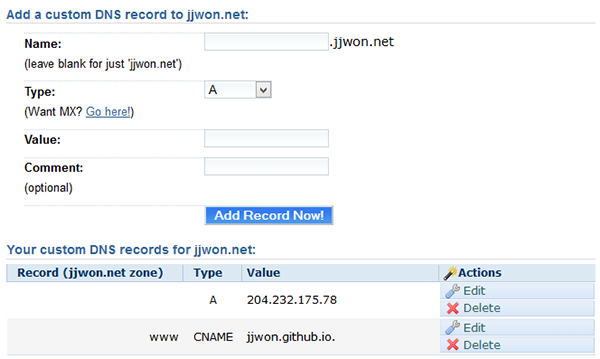 Add a custom DNS record to jjwon.net:
Name: .jjwon.net
(leave blank for just 'jjwon.net')
Type: A
(Want MX? Go here!)
Value:
Comment:
(optional)
Add Record Now!
Your custom DNS records for jjwon.net:
Record (jjwon.net zone) Type Value Actions
A 204.232.175.78 Edit
Delete
www CNAME jjwon.github.io. Edit
Delete